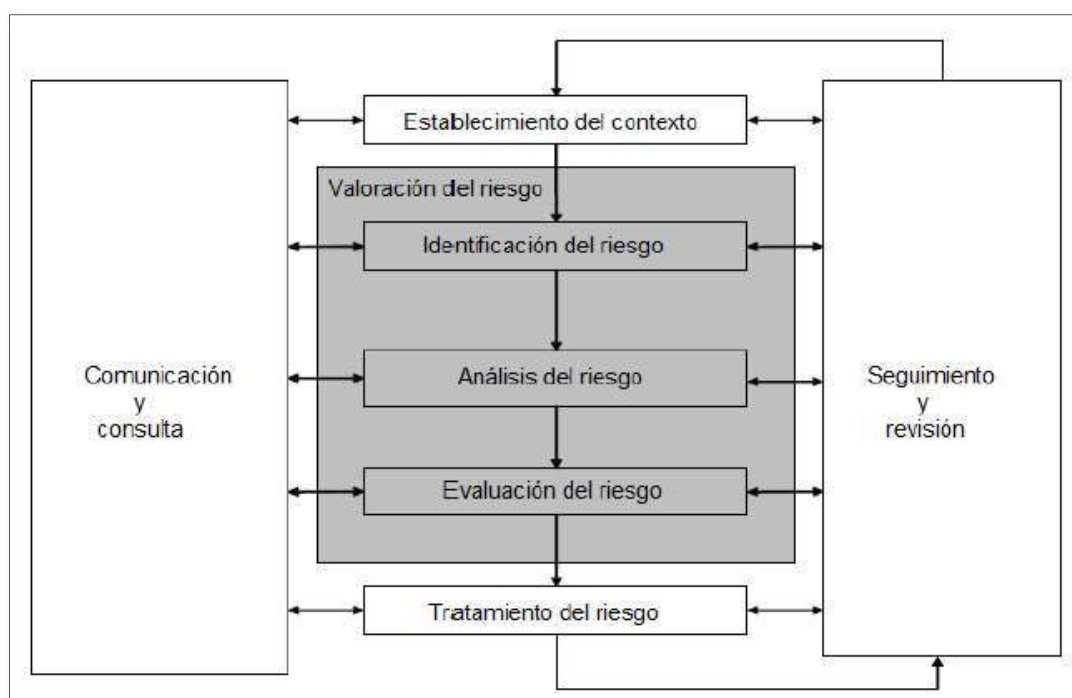 Establecimiento del contexto
Valoración del riesgo
Identificación del riesgo
Comunicación
y
consulta
Análisis del riesgo
Seguimiento
y
revisión
Evaluación del riesgo
Tratamiento del riesgo